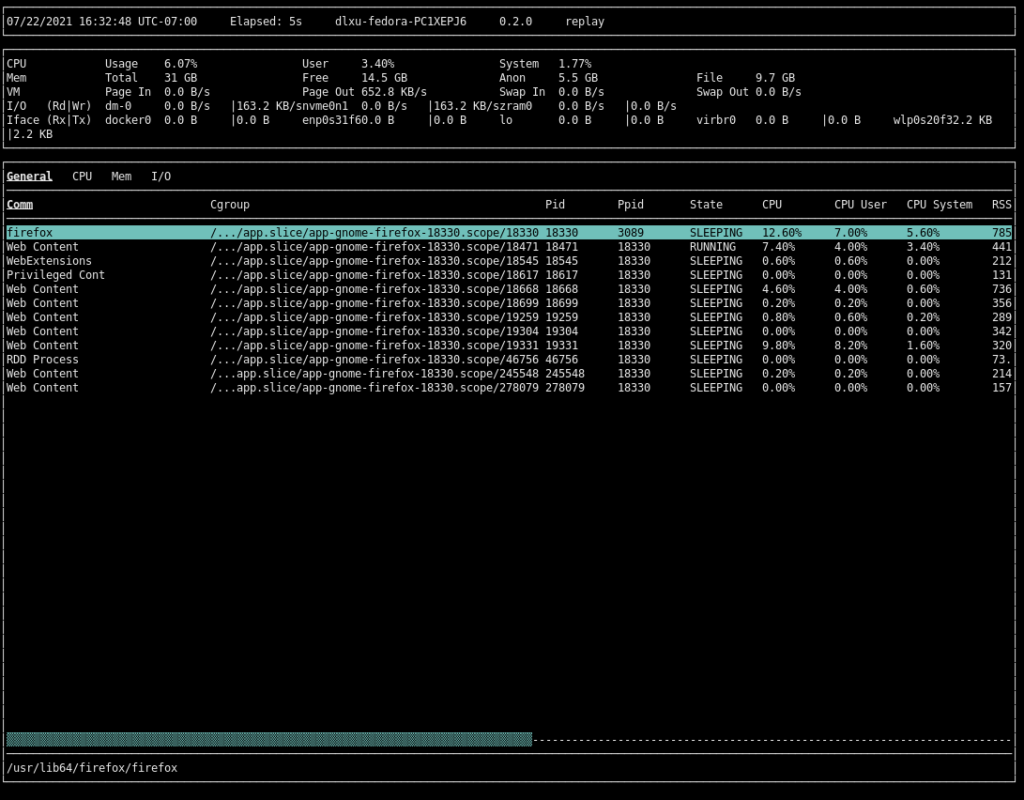 07/22/2021 16:32:48 UTC-07:00     Elapsed: 5s     dlxu-fedora-PC1XEPJ6     0.2.0     replay
CPU            Usage    6.07%                User     3.40%                System   1.77%
Mem            Total    31 GB                Free     14.5 GB              Anon     5.5 GB               File     9.7 GB
VM             Page In  0.0 B/s              Page Out 652.8 KB/s           Swap In  0.0 B/s              Swap Out 0.0 B/s
I/O   (Rd|Wr)  dm-0     0.0 B/s   |163.2 KB/snvme0n1  0.0 B/s   |163.2 KB/szram0    0.0 B/s   |0.0 B/s
Iface (Rx|Tx)  docker0  0.0 B     |0.0 B     enp0s31f60.0 B     |0.0 B     lo       0.0 B     |0.0 B     virbr0   0.0 B     |0.0 B     wlp0s20f32.2 KB
|2.2 KB
General   CPU   Mem   I/O
Comm                           Cgroup                                             Pid        Ppid       State      CPU        CPU User   CPU System   RSS
firefox                        /.../app.slice/app-gnome-firefox-18330.scope/18330 18330      3089       SLEEPING   12.60%     7.00%      5.60%        785
Web Content                    /.../app.slice/app-gnome-firefox-18330.scope/18471 18471      18330      RUNNING    7.40%      4.00%      3.40%        441
WebExtensions                  /.../app.slice/app-gnome-firefox-18330.scope/18545 18545      18330      SLEEPING   0.60%      0.60%      0.00%        212
Privileged Cont                /.../app.slice/app-gnome-firefox-18330.scope/18617 18617      18330      SLEEPING   0.00%      0.00%      0.00%        131
Web Content                    /.../app.slice/app-gnome-firefox-18330.scope/18668 18668      18330      SLEEPING   4.60%      4.00%      0.60%        736
Web Content                    /.../app.slice/app-gnome-firefox-18330.scope/18699 18699      18330      SLEEPING   0.20%      0.20%      0.00%        356
Web Content                    /.../app.slice/app-gnome-firefox-18330.scope/19259 19259      18330      SLEEPING   0.80%      0.60%      0.20%        289
Web Content                    /.../app.slice/app-gnome-firefox-18330.scope/19304 19304      18330      SLEEPING   0.00%      0.00%      0.00%        342
Web Content                    /.../app.slice/app-gnome-firefox-18330.scope/19331 19331      18330      SLEEPING   9.80%      8.20%      1.60%        320
RDD Process                    /.../app.slice/app-gnome-firefox-18330.scope/46756 46756      18330      SLEEPING   0.00%      0.00%      0.00%        73.
Web Content                    /...app.slice/app-gnome-firefox-18330.scope/245548 245548     18330      SLEEPING   0.20%      0.20%      0.00%        214
Web Content                    /...app.slice/app-gnome-firefox-18330.scope/278079 278079     18330      SLEEPING   0.00%      0.00%      0.00%        157
/usr/lib64/firefox/firefox